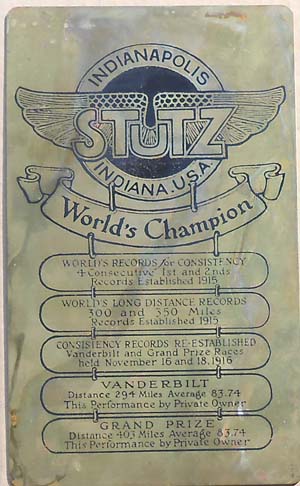 INDIANAPOLIS
STUTZ
INDIANA. U.S.A.
World's Champion
WORLD'S RECORDS for CONSISTENCY
4 Consecutive 1st and 2nds
Records Established 1915
WORLD'S LONG DISTANCE RECORDS
300 and 350 Miles
Records Established 1915
CONSISTENCY RECORDS RE-ESTABLISHED
Vanderbilt and Grand Prize Races
held November 16 and 18, 1916
VANDERBILT
Distance 294 Miles Average 83.74
This Performance by Private Owner
GRAND PRIZE
Distance 403 Miles Average 83.74
This Performance by Private Owner